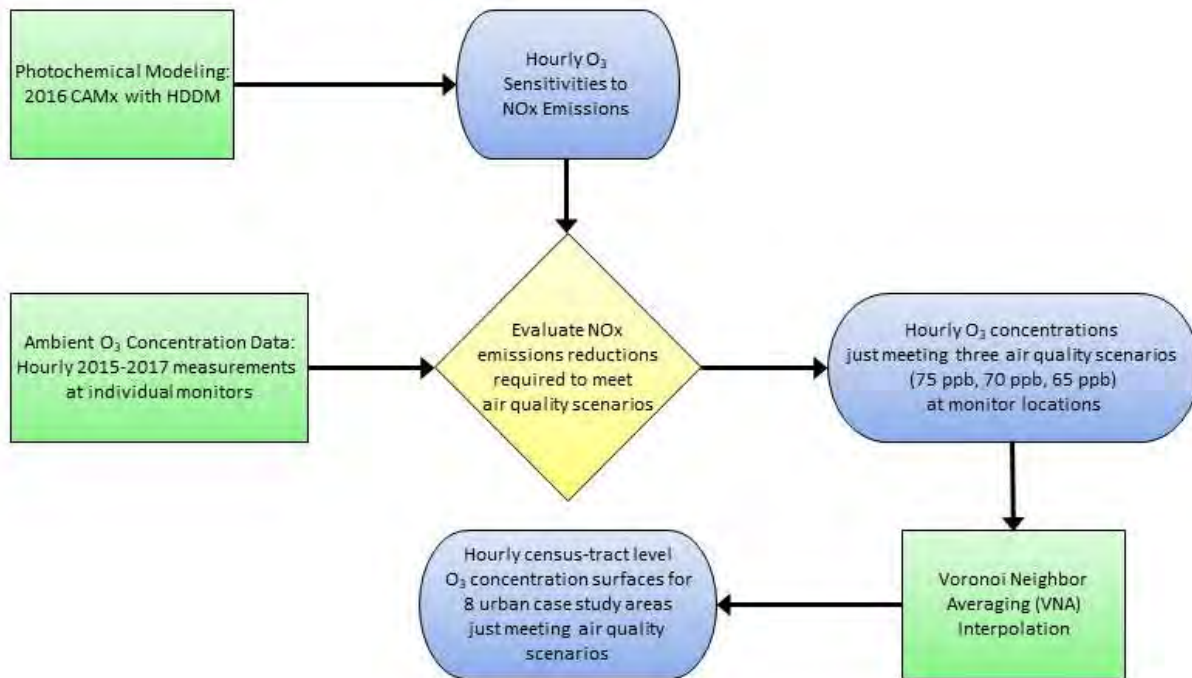 Photochemical Modeling:
2016 CAMx with HDDM
Hourly O₃
Sensitivities to
NOx Emissions
Ambient O₃ Concentration Data:
Hourly 2015-2017 measurements
at individual monitors
Evaluate NOx
emissions reductions
required to meet
air quality scenarios
Hourly O₃ concentrations
just meeting three air quality scenarios
(75 ppb, 70 ppb, 65 ppb)
at monitor locations
Hourly census-tract level
O₃ concentration surfaces for
8 urban case study areas
just meeting air quality
scenarios
Voronoi Neighbor
Averaging (VNA)
Interpolation